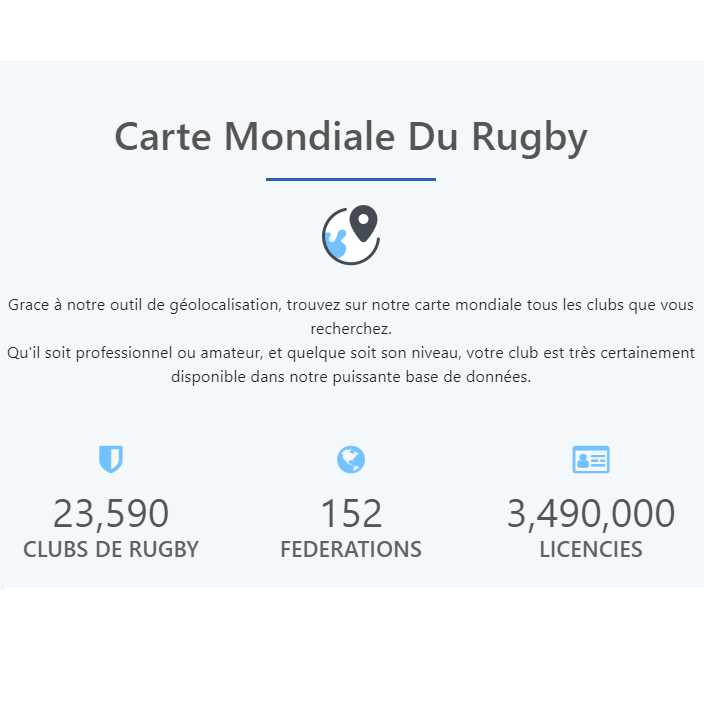 Carte Mondiale Du Rugby
Grace à notre outil de géolocalisation, trouvez sur notre carte mondiale tous les clubs que vous
recherchez.
Qu'il soit professionnel ou amateur, et quelque soit son niveau, votre club est très certainement
disponible dans notre puissante base de données.
23,590 152 3,490,000
CLUBS DE RUGBY FEDERATIONS LICENCIES